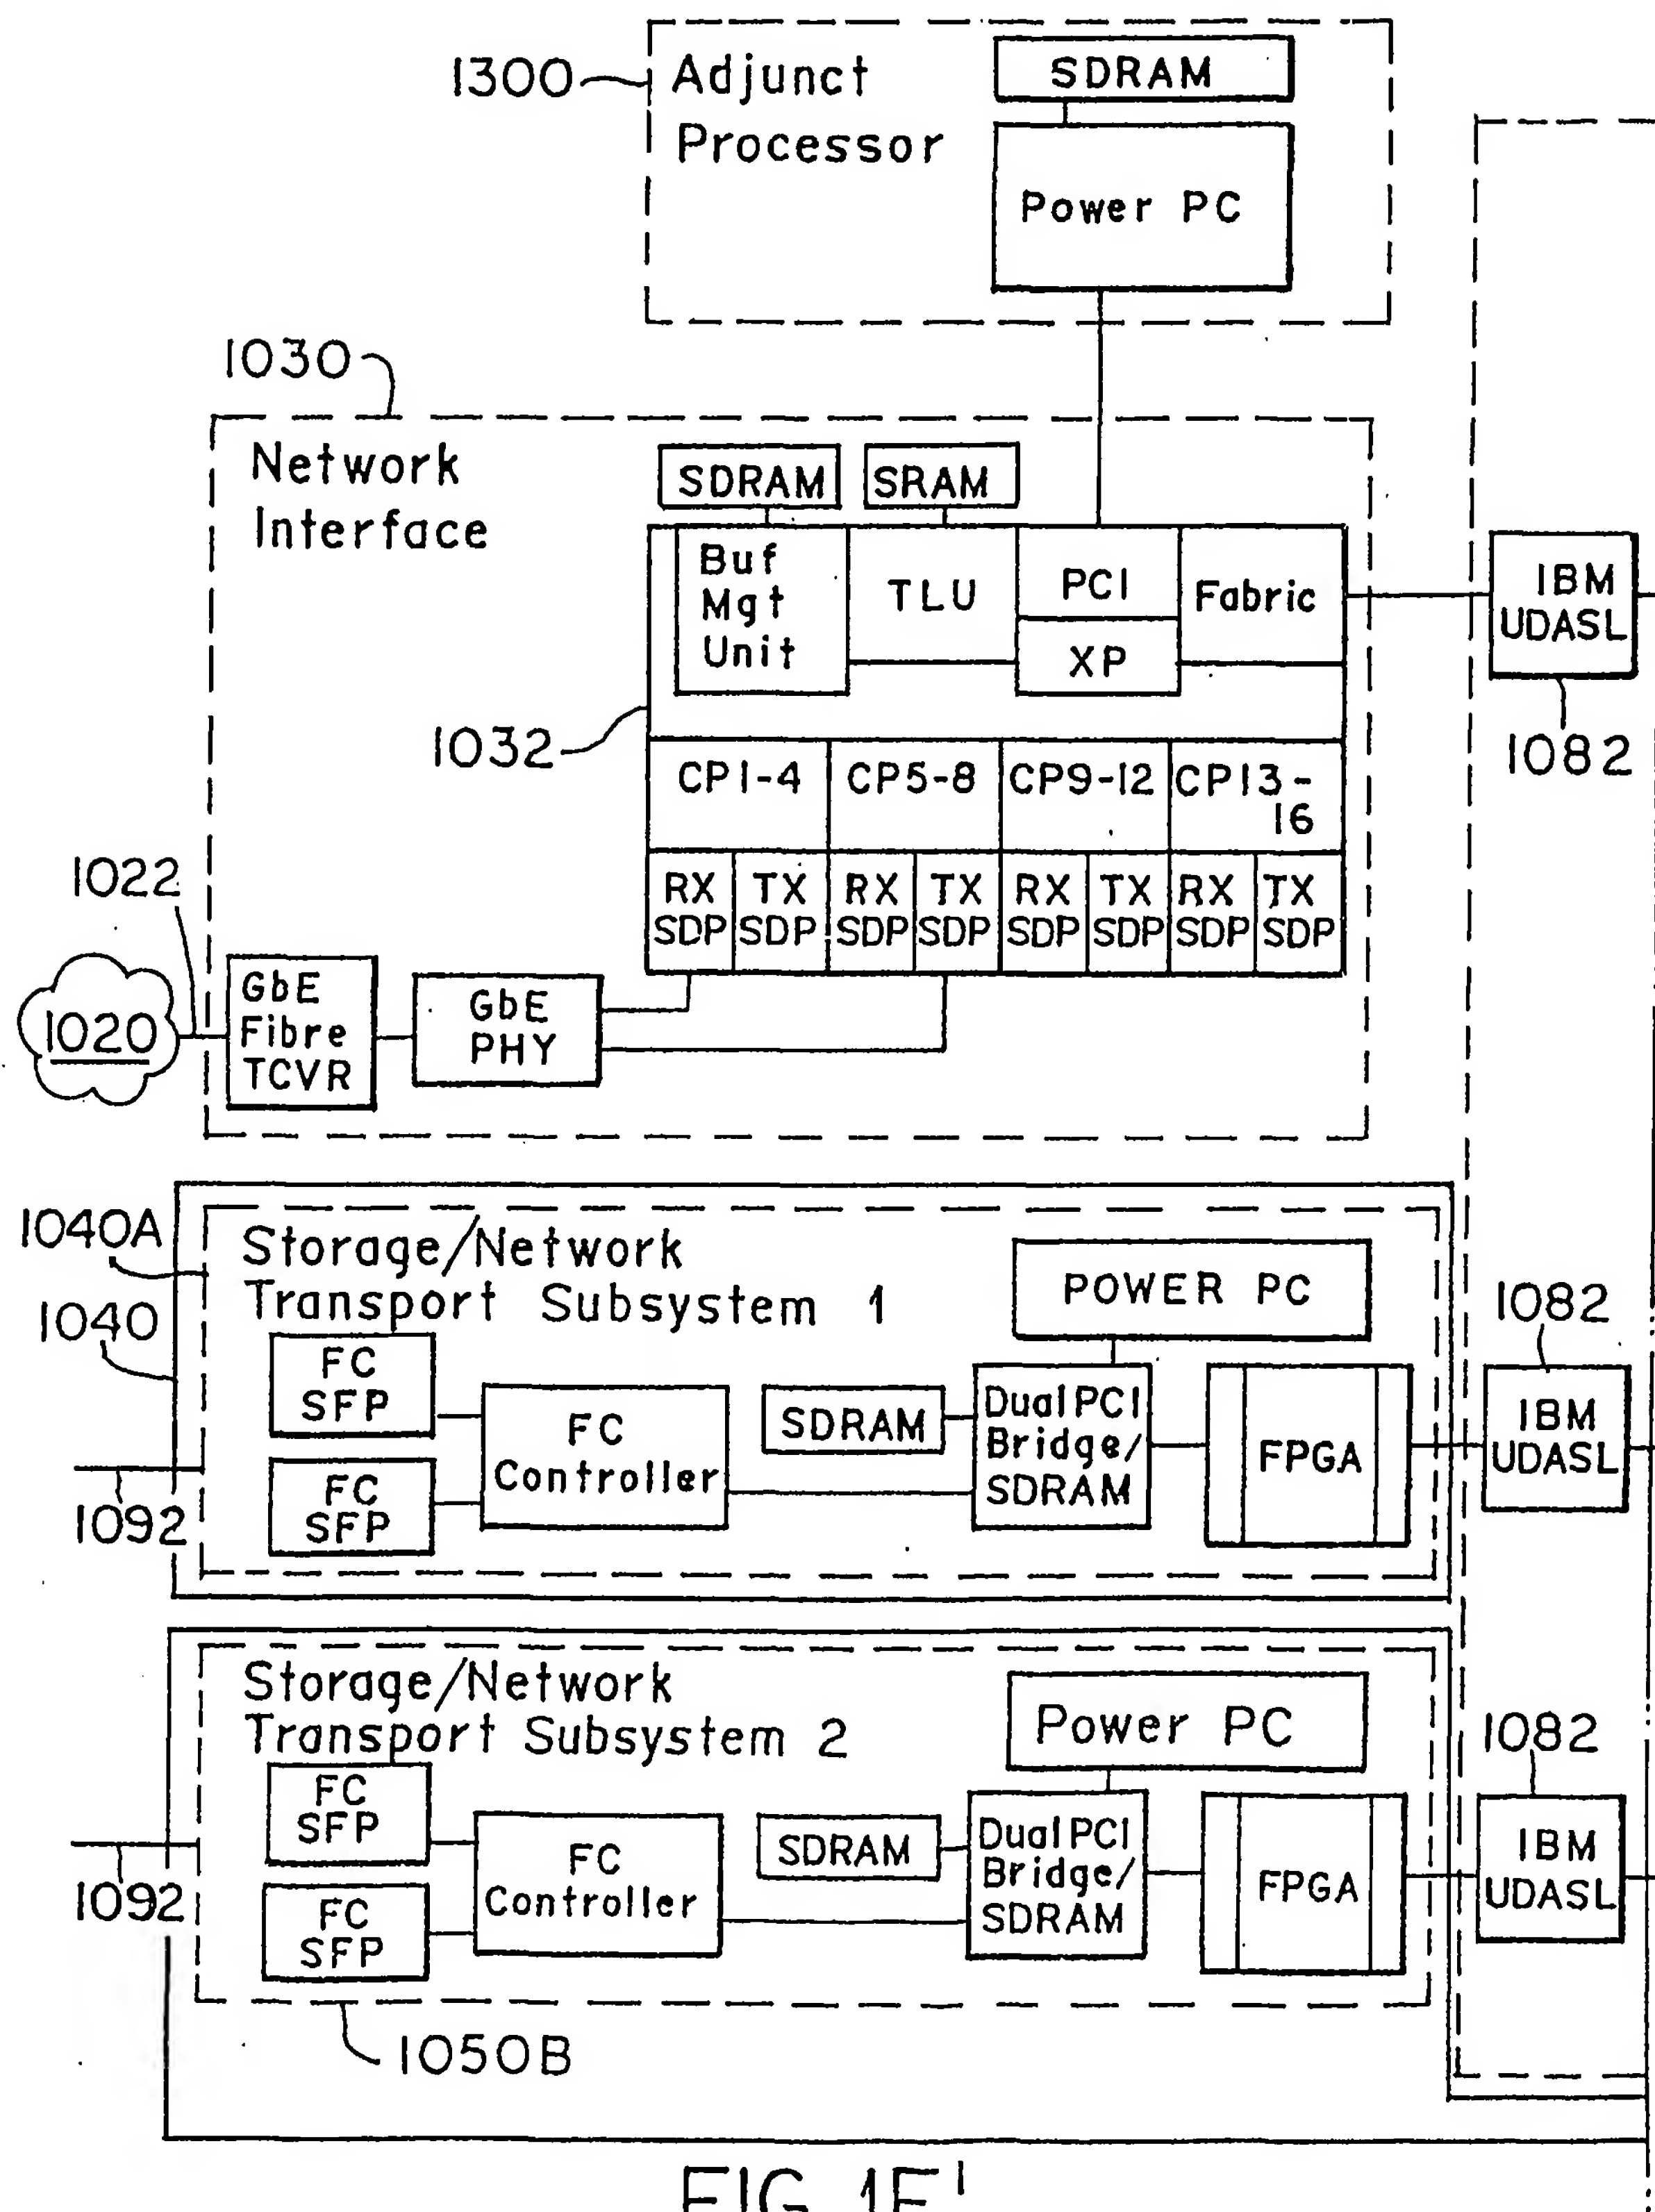 1300
Adjunct
Processor
SDRAM
Power PC
1030
Network
Interface
SDRAM
SRAM
Buf
Mgt
Unit
TLU
PCI
XP
Fabric
IBM
UDASL
1082
1032
CP1-4
CP5-8
CP9-12
CP13-
16
RX
SDP
TX
SDP
RX
SDP
TX
SDP
RX
SDP
TX
SDP
RX
SDP
TX
SDP
1022
1020
GbE
Fibre
TCVR
GbE
PHY
1040A
1040
Storage/Network
Transport Subsystem 1
POWER PC
FC
SFP
FC
SFP
FC
Controller
SDRAM
Dual PCI
Bridge/
SDRAM
FPGA
1082
IBM
UDASL
1092
Storage/Network
Transport Subsystem 2
Power PC
FC
SFP
FC
SFP
FC
Controller
SDRAM
Dual PCI
Bridge/
SDRAM
FPGA
1082
IBM
UDASL
1092
1050B